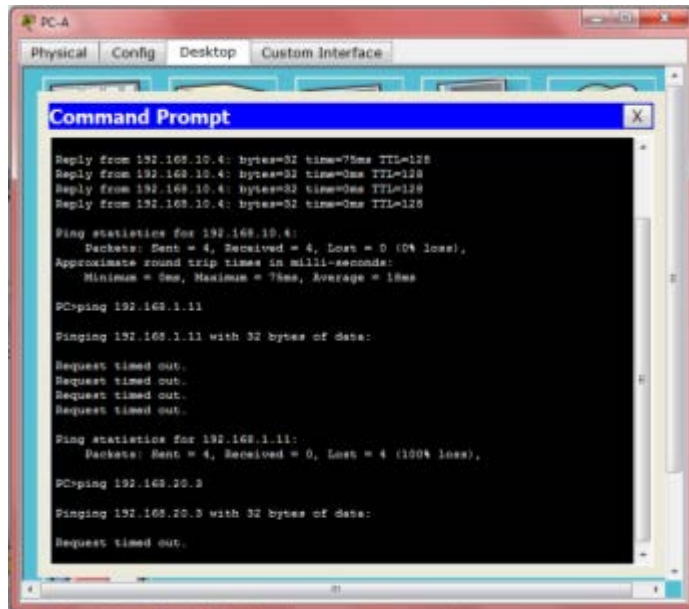 PC-A
Physical Config Desktop Custom Interface
Command Prompt
X
Reply from 192.168.10.4: bytes=32 time=75ms TTL=128
Reply from 192.168.10.4: bytes=32 time=0ms TTL=128
Reply from 192.168.10.4: bytes=32 time=0ms TTL=128
Reply from 192.168.10.4: bytes=32 time=0ms TTL=128
Ping statistics for 192.168.10.4:
Packets: Sent = 4, Received = 4, Lost = 0 (0% loss),
Approximate round trip times in milli-seconds:
Minimum = 0ms, Maximum = 75ms, Average = 18ms
PC>ping 192.168.1.11
Pinging 192.168.1.11 with 32 bytes of data:
Request timed out.
Request timed out.
Request timed out.
Request timed out.
Ping statistics for 192.168.1.11:
Packets: Sent = 4, Received = 0, Lost = 4 (100% loss),
PC>ping 192.168.20.3
Pinging 192.168.20.3 with 32 bytes of data:
Request timed out.